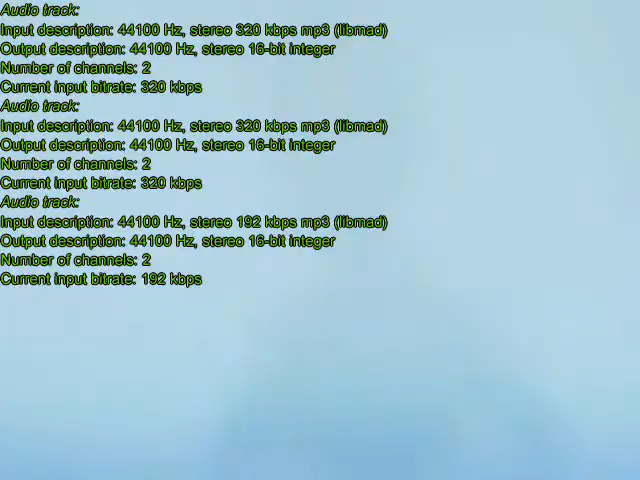 Audio track:
Input description: 44100 Hz, stereo 320 kbps mp3 (libmad)
Output description: 44100 Hz, stereo 16-bit integer
Number of channels: 2
Current input bitrate: 320 kbps
Audio track:
Input description: 44100 Hz, stereo 320 kbps mp3 (libmad)
Output description: 44100 Hz, stereo 16-bit integer
Number of channels: 2
Current input bitrate: 320 kbps
Audio track:
Input description: 44100 Hz, stereo 192 kbps mp3 (libmad)
Output description: 44100 Hz, stereo 16-bit integer
Number of channels: 2
Current input bitrate: 192 kbps